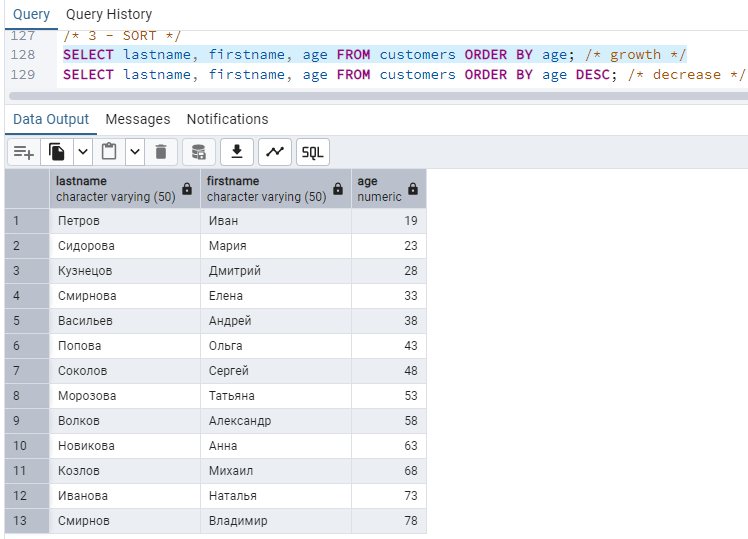 Query Query History
127 /* 3 - SORT */
128 SELECT lastname, firstname, age FROM customers ORDER BY age; /* growth */
129 SELECT lastname, firstname, age FROM customers ORDER BY age DESC; /* decrease */
Data Output Messages Notifications
SQL
lastname firstname age
character varying (50) character varying (50) numeric
1 Петров Иван 19
2 Сидорова Мария 23
3 Кузнецов Дмитрий 28
4 Смирнова Елена 33
5 Васильев Андрей 38
6 Попова Ольга 43
7 Соколов Сергей 48
8 Морозова Татьяна 53
9 Волков Александр 58
10 Новикова Анна 63
11 Козлов Михаил 68
12 Иванова Наталья 73
13 Смирнов Владимир 78